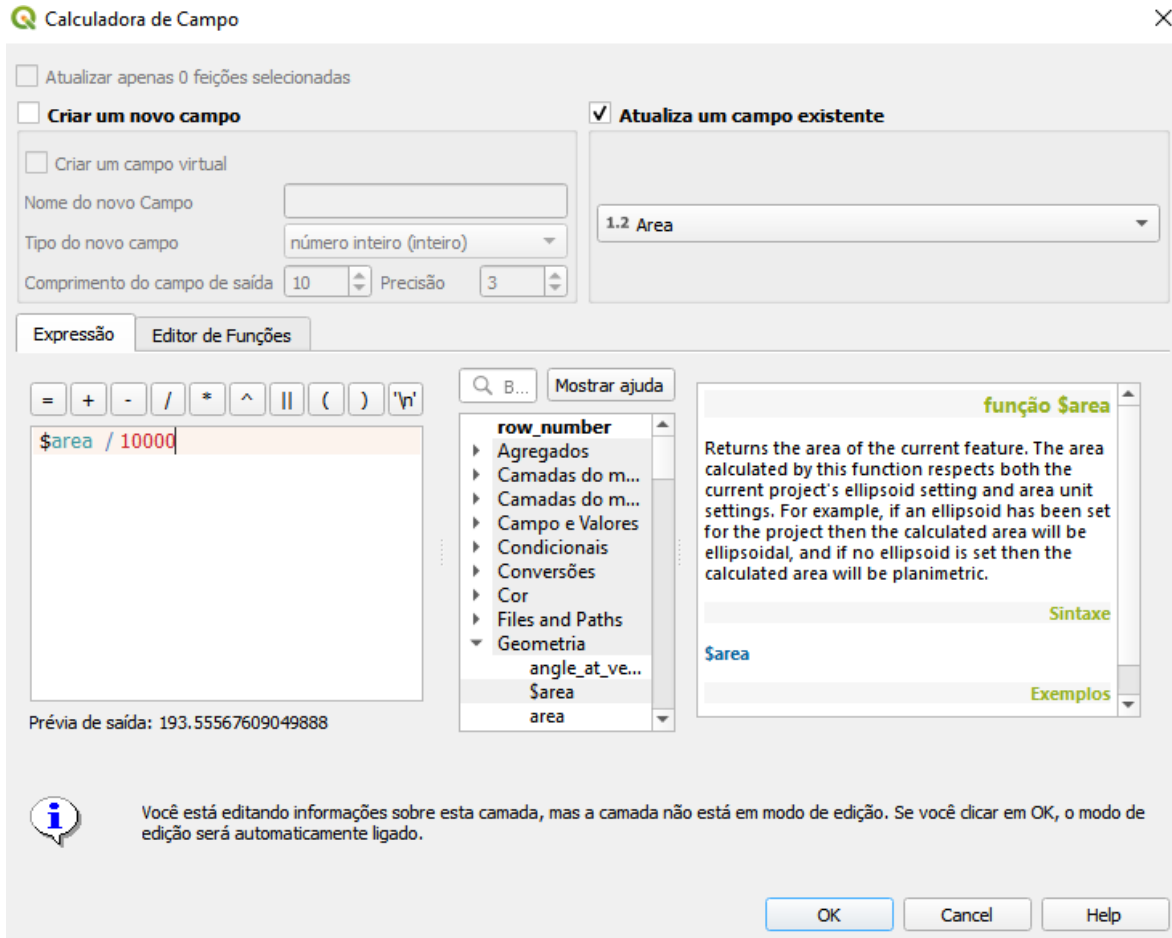 Calculadora de Campo
Atualizar apenas 0 feições selecionadas
Criar um novo campo
Atualiza um campo existente
Criar um campo virtual
Nome do novo Campo
1.2 Area
Tipo do novo campo
número inteiro (inteiro)
Comprimento do campo de saída 10 Precisão 3
Expressão
Editor de Funções
= + - / * ^ || ( ) '\n'
$area / 10000
Prévia de saída: 193.55567609049888
B...
Mostrar ajuda
row_number
Agregados
Camadas do m...
Camadas do m...
Campo e Valores
Condicionais
Conversões
Cor
Files and Paths
Geometria
angle_at_ve...
$area
area
função $area
Returns the area of the current feature. The area
calculated by this function respects both the
current project's ellipsoid setting and area unit
settings. For example, if an ellipsoid has been set
for the project then the calculated area will be
ellipsoidal, and if no ellipsoid is set then the
calculated area will be planimetric.
Sintaxe
$area
Exemplos
Você está editando informações sobre esta camada, mas a camada não está em modo de edição. Se você clicar em OK, o modo de
edição será automaticamente ligado.
OK
Cancel
Help